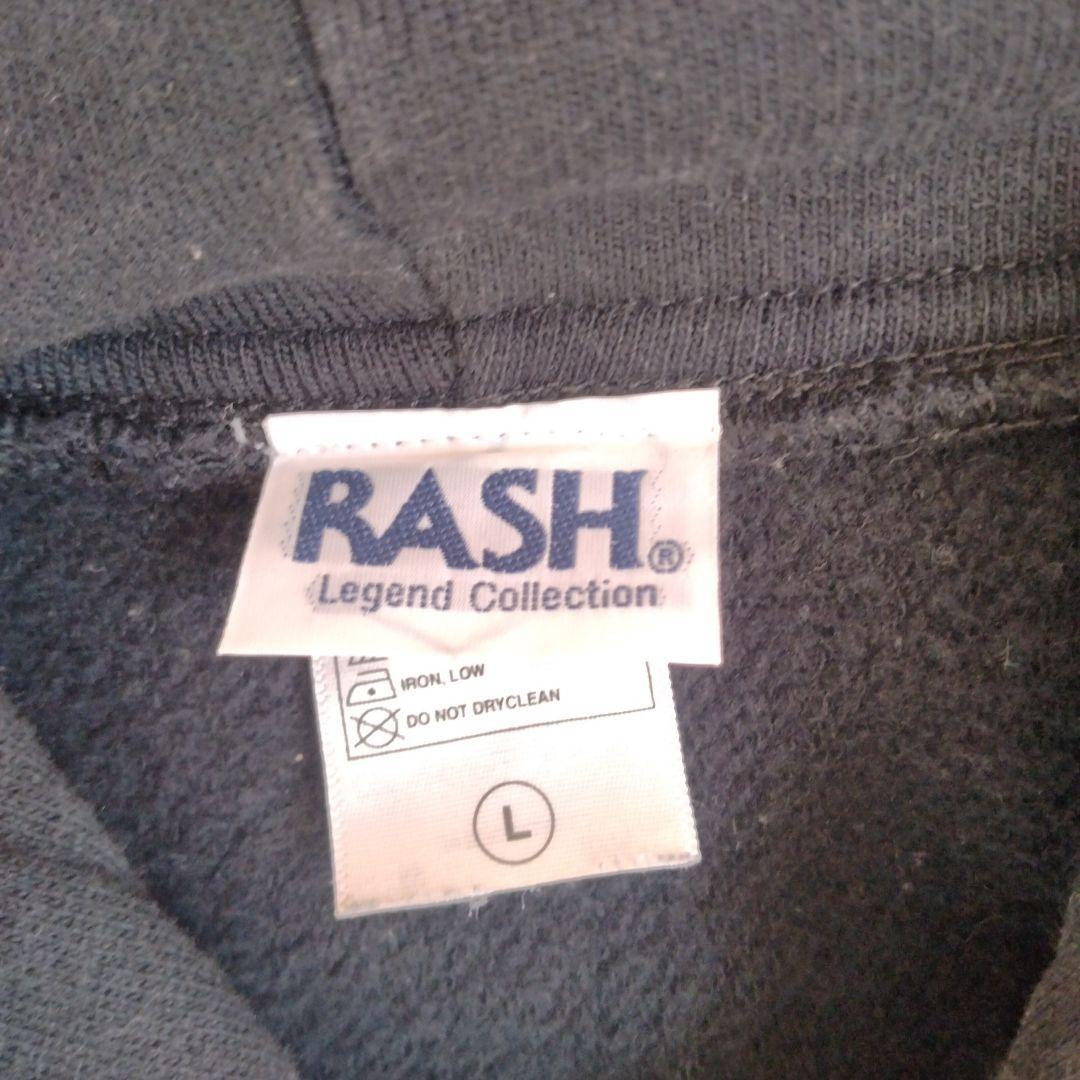 RASH®
Legend Collection
IRON, LOW
DO NOT DRYCLEAN
L